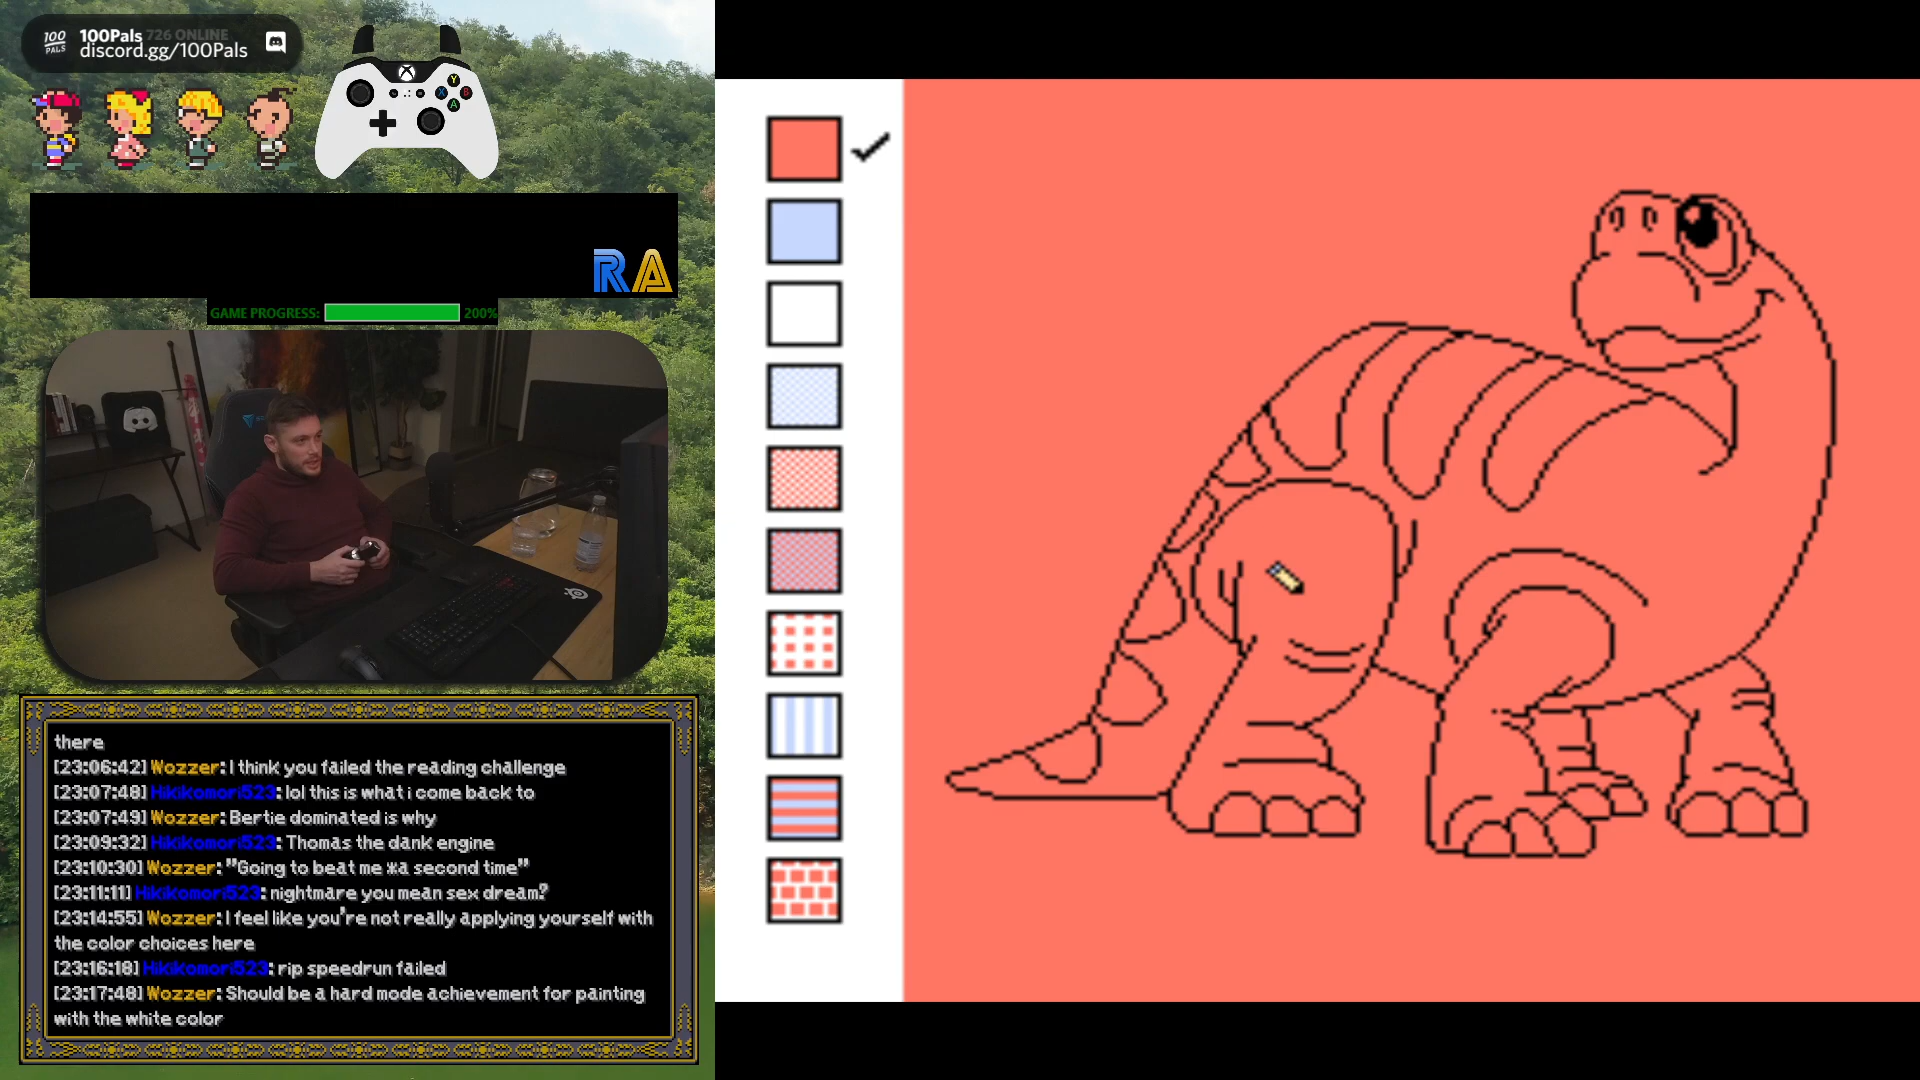 100 PALS
100Pals 726 ONLINE
discord.gg/100Pals
Y
X B
A
RA
GAME PROGRESS: 200%
there
[23:06:42] Wozzer: I think you failed the reading challenge
[23:07:48] Hikikomori523: lol this is what i come back to
[23:07:49] Wozzer: Bertie dominated is why
[23:09:32] Hikikomori523: Thomas the dank engine
[23:10:30] Wozzer: "Going to beat me *a second time"
[23:11:11] Hikikomori523: nightmare you mean sex dream?
[23:14:55] Wozzer: I feel like you're not really applying yourself with
the color choices here
[23:16:18] Hikikomori523: rip speedrun failed
[23:17:48] Wozzer: Should be a hard mode achievement for painting
with the white color